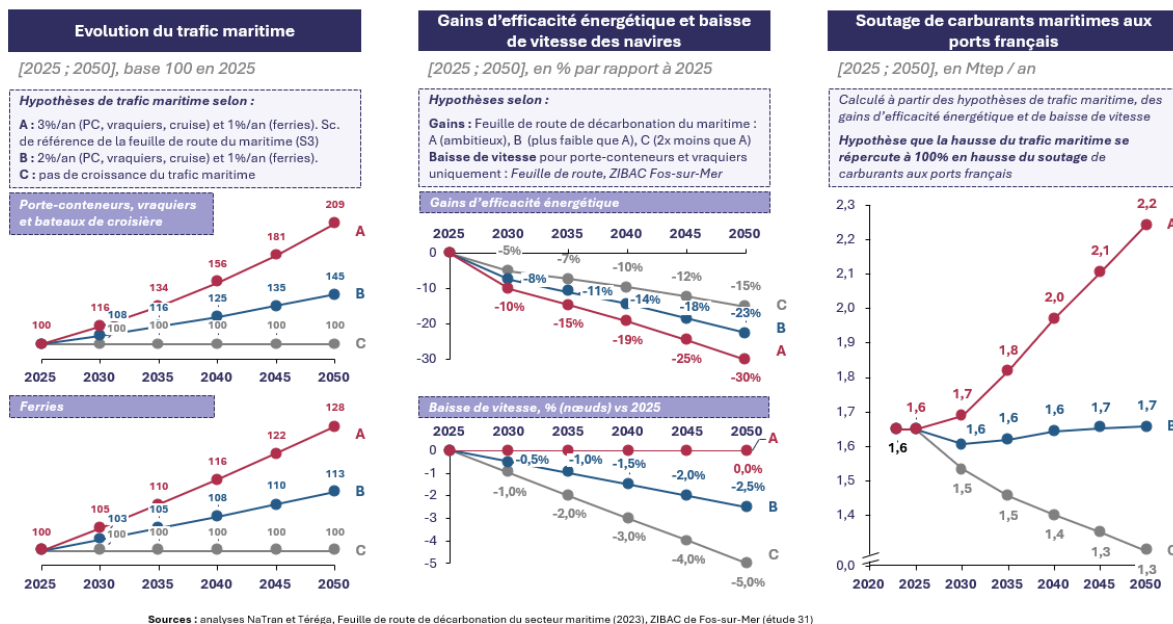 Evolution du trafic maritime
[2025 ; 2050], base 100 en 2025
Hypothèses de trafic maritime selon :
A : 3%/an (PC, vraquiers, cruise) et 1%/an (ferries). Sc.
de référence de la feuille de route du maritime (S3)
B : 2%/an (PC, vraquiers, cruise) et 1%/an (ferries).
C : pas de croissance du trafic maritime
Porte-conteneurs, vraquiers
et bateaux de croisière
209
A
181
156
145
B
134
135
125
116
116
108
100
100
100
100
100
100
C
2025 2030 2035 2040 2045 2050
Ferries
128
A
122
116
113
B
110
110
108
105
105
103
100
100
100
100
100
100
C
2025 2030 2035 2040 2045 2050
Gains d'efficacité énergétique et baisse
de vitesse des navires
[2025 ; 2050], en % par rapport à 2025
Hypothèses selon :
Gains : Feuille de route de décarbonation du maritime :
A (ambitieux), B (plus faible que A), C (2x moins que A)
Baisse de vitesse pour porte-conteneurs et vraquiers
uniquement : Feuille de route, ZIBAC Fos-sur-Mer
Gains d'efficacité énergétique
2025 2030 2035 2040 2045 2050
0
-10
-20
-30
-5%
-7%
-10%
-12%
-15%
C
-8%
-11%
-14%
-18%
-23%
B
-10%
-15%
-19%
-25%
-30%
A
Baisse de vitesse, % (nœuds) vs 2025
2025 2030 2035 2040 2045 2050
A
0
-1
-2
-3
-4
-5
0,0%
-0,5%
-1,0%
-1,5%
-2,0%
-2,5%
B
-1,0%
-2,0%
-3,0%
-4,0%
-5,0%
C
Soutage de carburants maritimes aux
ports français
[2025 ; 2050], en Mtep / an
Calculé à partir des hypothèses de trafic maritime, des
gains d'efficacité énergétique et de baisse de vitesse
Hypothèse que la hausse du trafic maritime se
répercute à 100% en hausse du soutage de
carburants aux ports français
2,3
2,2
2,1
2,0
1,9
1,8
1,7
1,6
1,5
1,4
0,0
1,6
1,6
1,7
1,8
2,0
2,1
2,2
A
1,6
1,6
1,6
1,7
1,7
B
1,5
1,5
1,4
1,3
1,3
C
2020 2025 2030 2035 2040 2045 2050
Sources : analyses NaTran et Téréga, Feuille de route de décarbonation du secteur maritime (2023), ZIBAC de Fos-sur-Mer (étude 31)